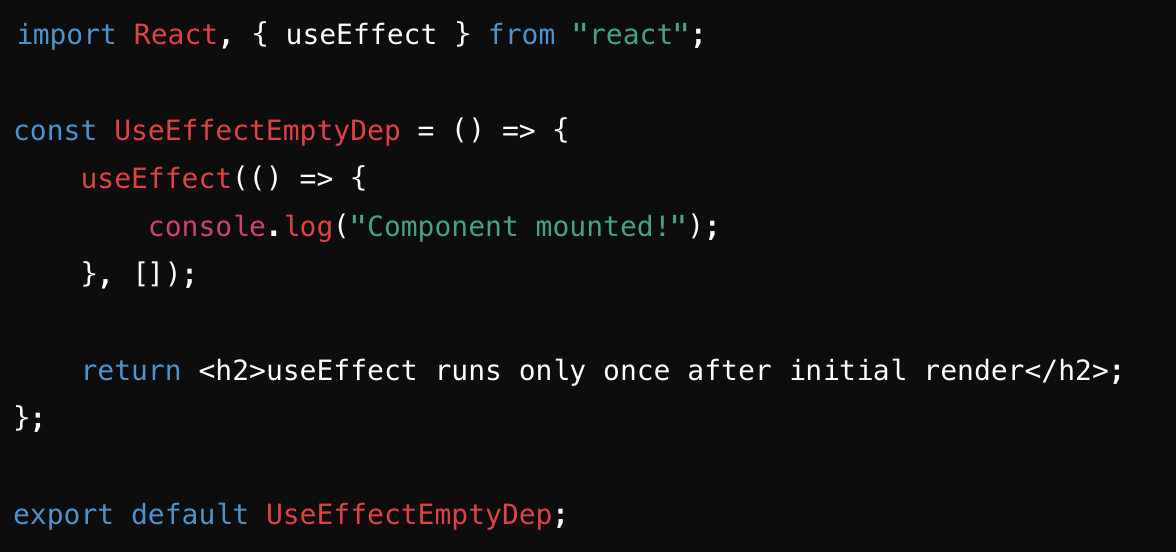 import React, { useEffect } from "react";
const UseEffectEmptyDep = () => {
    useEffect(() => {
        console.log("Component mounted!");
    }, []);
    return <h2>useEffect runs only once after initial render</h2>;
};
export default UseEffectEmptyDep;